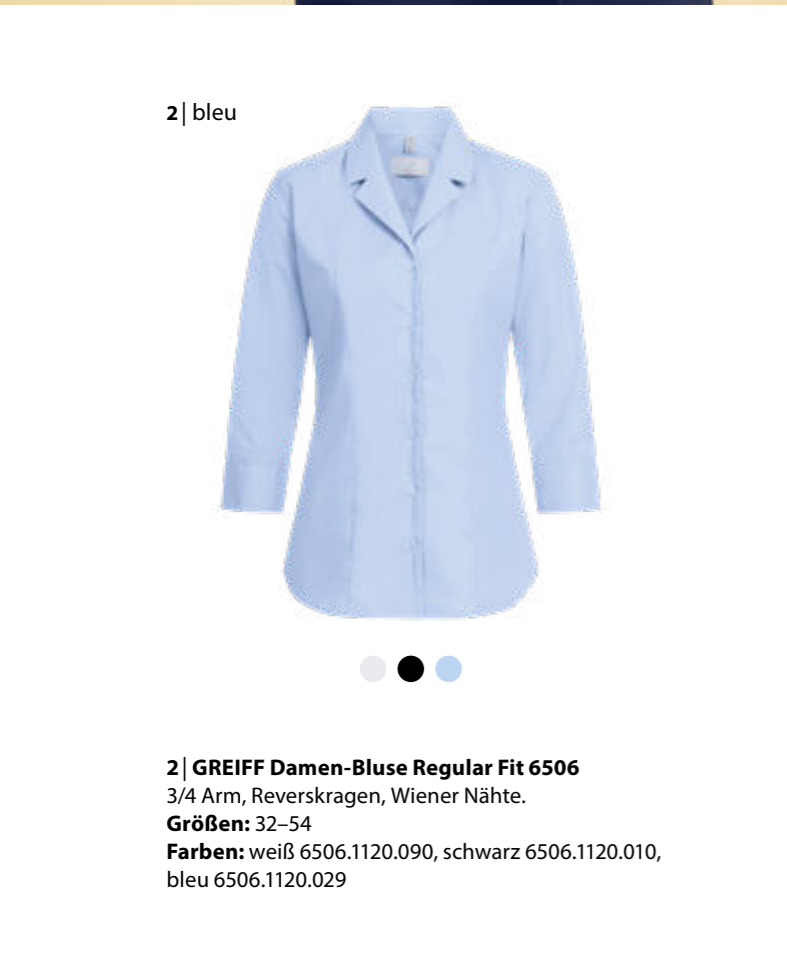 2| bleu
2| GREIFF Damen-Bluse Regular Fit 6506
3/4 Arm, Reverskragen, Wiener Nähte.
Größen: 32–54
Farben: weiß 6506.1120.090, schwarz 6506.1120.010,
bleu 6506.1120.029